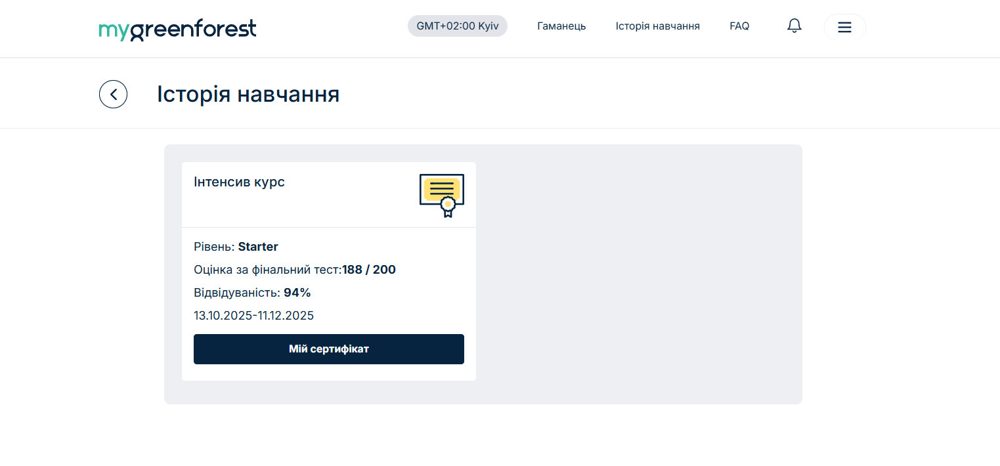 mygreenforest
GMT+02:00 Kyiv
Гаманець
Історія навчання
FAQ
Історія навчання
Інтенсив курс
Рівень: Starter
Оцінка за фінальний тест:188 / 200
Відвідуваність: 94%
13.10.2025-11.12.2025
Мій сертифікат